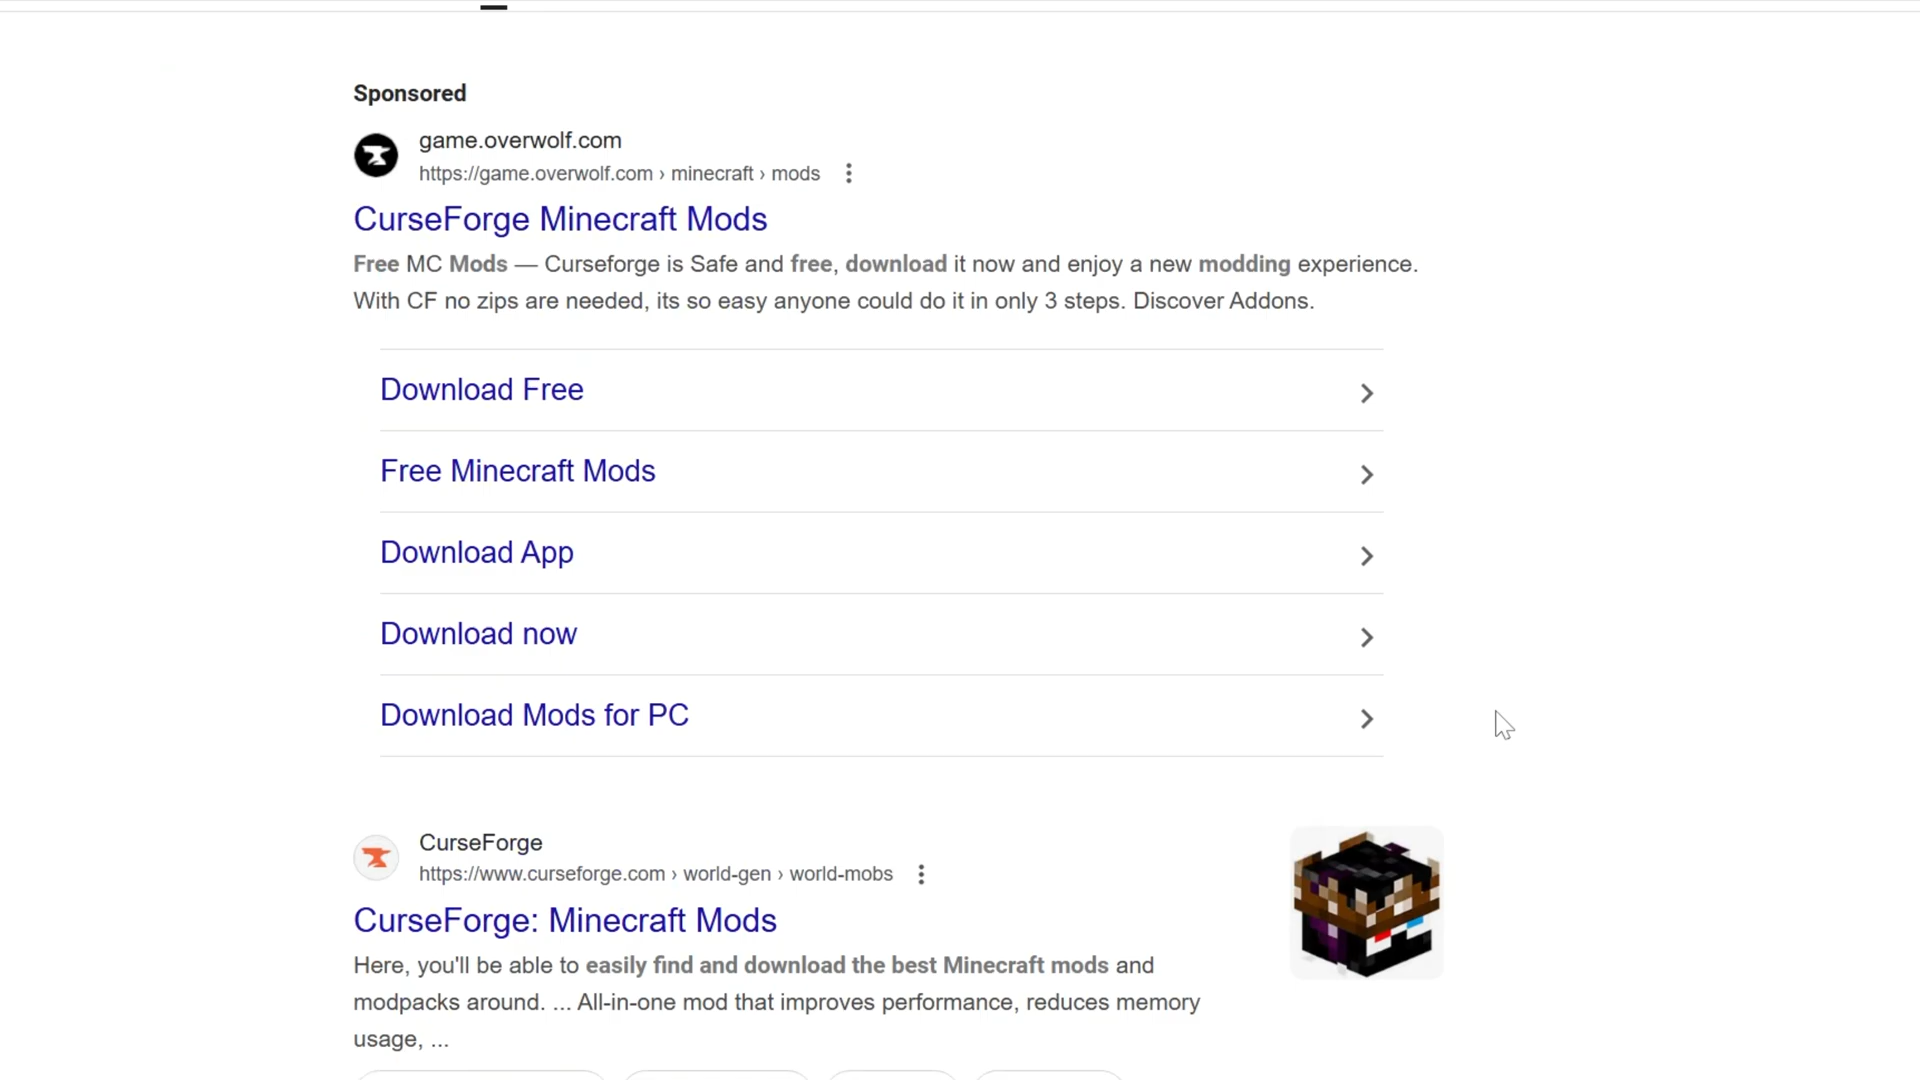 Sponsored
game.overwolf.com
https://game.overwolf.com › minecraft › mods
CurseForge Minecraft Mods
Free MC Mods — Curseforge is Safe and free, download it now and enjoy a new modding experience.
With CF no zips are needed, its so easy anyone could do it in only 3 steps. Discover Addons.
Download Free
Free Minecraft Mods
Download App
Download now
Download Mods for PC
CurseForge
https://www.curseforge.com › world-gen › world-mobs
CurseForge: Minecraft Mods
Here, you'll be able to easily find and download the best Minecraft mods and
modpacks around. ... All-in-one mod that improves performance, reduces memory
usage, ...